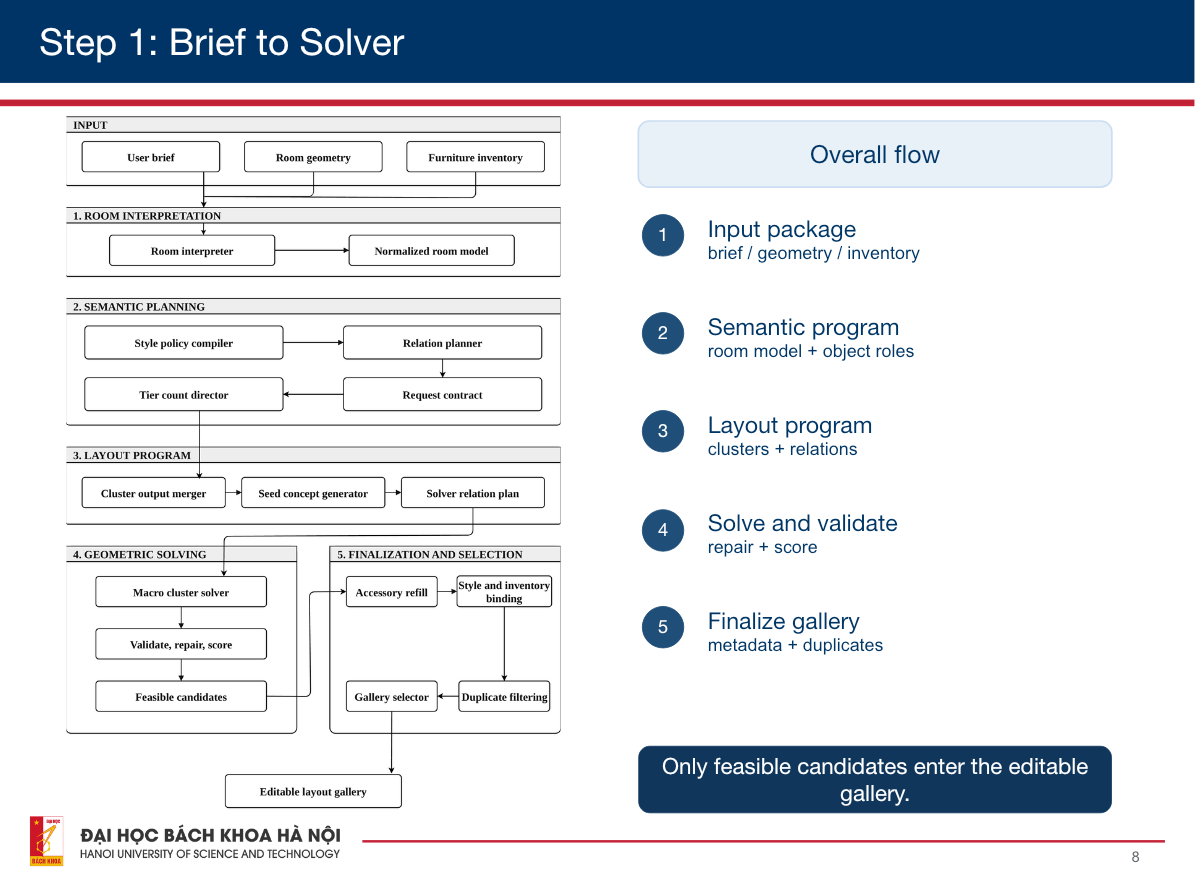 Step 1: Brief to Solver
INPUT
User brief
Room geometry
Furniture inventory
1. ROOM INTERPRETATION
Room interpreter
Normalized room model
2. SEMANTIC PLANNING
Style policy compiler
Relation planner
Tier count director
Request contract
3. LAYOUT PROGRAM
Cluster output merger
Seed concept generator
Solver relation plan
4. GEOMETRIC SOLVING
Macro cluster solver
Validate, repair, score
Feasible candidates
5. FINALIZATION AND SELECTION
Accessory refill
Style and inventory
binding
Gallery selector
Duplicate filtering
Editable layout gallery
Overall flow
1
Input package
brief / geometry / inventory
2
Semantic program
room model + object roles
3
Layout program
clusters + relations
4
Solve and validate
repair + score
5
Finalize gallery
metadata + duplicates
Only feasible candidates enter the editable
gallery.
ĐẠI HỌC
BÁCH KHOA
ĐẠI HỌC BÁCH KHOA HÀ NỘI
HANOI UNIVERSITY OF SCIENCE AND TECHNOLOGY
8